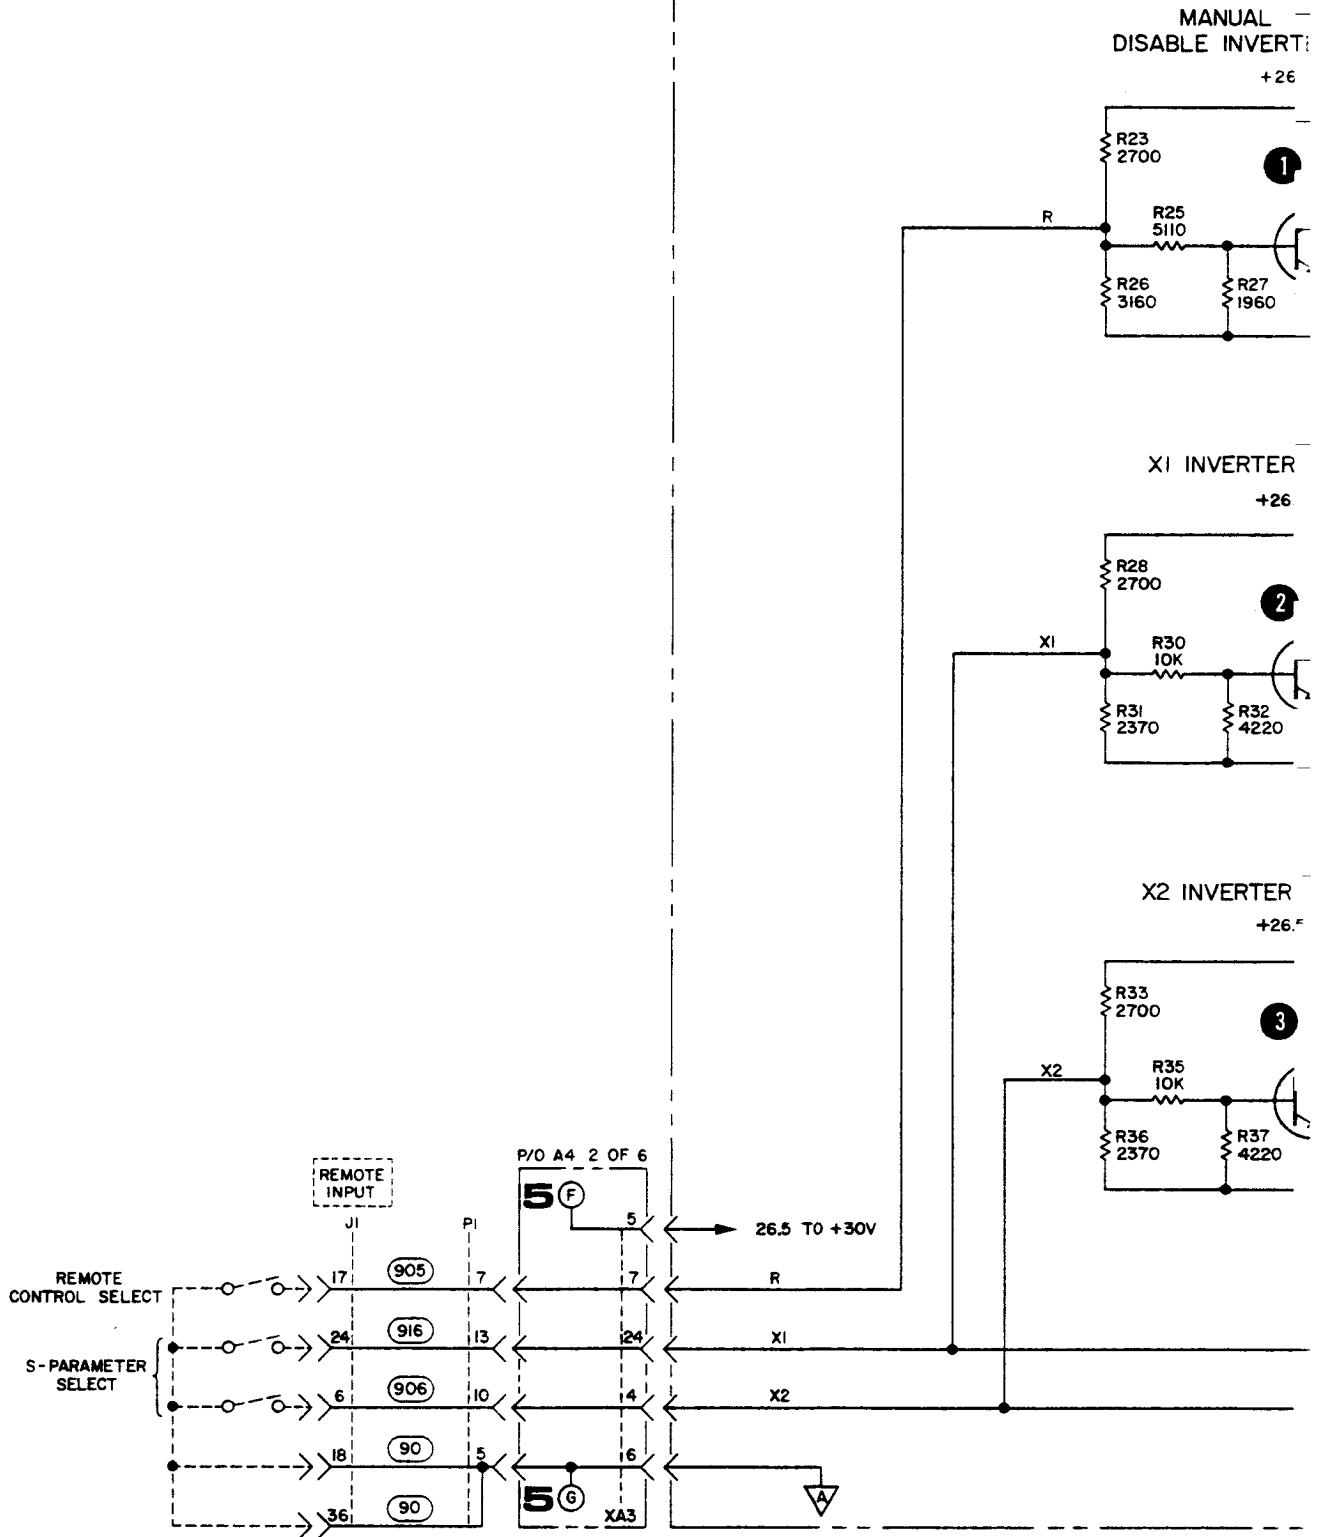 MANUAL
DISABLE INVERT
+26
R23
2700
1
R
R25
5110
R26
3160
R27
1960
X1 INVERTER
+26
R28
2700
2
X1
R30
10K
R31
2370
R32
4220
X2 INVERTER
+26.
R33
2700
3
X2
R35
10K
R36
2370
R37
4220
P/O A4 2 OF 6
REMOTE
INPUT
5 F
J1
P1
5
26.5 TO +30V
REMOTE
CONTROL SELECT
17
905
7
7
R
S-PARAMETER
SELECT
24
916
13
24
X1
6
906
10
4
X2
18
90
5
6
5 G
A
36
90
XA3